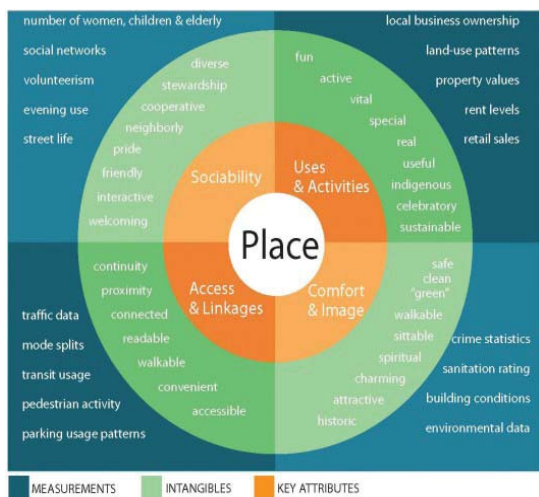 number of women, children & elderly
social networks
volunteerism
evening use
street life
diverse
stewardship
cooperative
neighborly
pride
friendly
interactive
welcoming
Sociability
local business ownership
land-use patterns
property values
rent levels
retail sales
fun
active
vital
special
real
useful
indigenous
celebratory
sustainable
Uses
& Activities
Place
Access
& Linkages
continuity
proximity
connected
readable
walkable
convenient
accessible
traffic data
mode splits
transit usage
pedestrian activity
parking usage patterns
Comfort
& Image
safe
clean
"green"
walkable
sittable
spiritual
charming
attractive
historic
crime statistics
sanitation rating
building conditions
environmental data
MEASUREMENTS
INTANGIBLES
KEY ATTRIBUTES